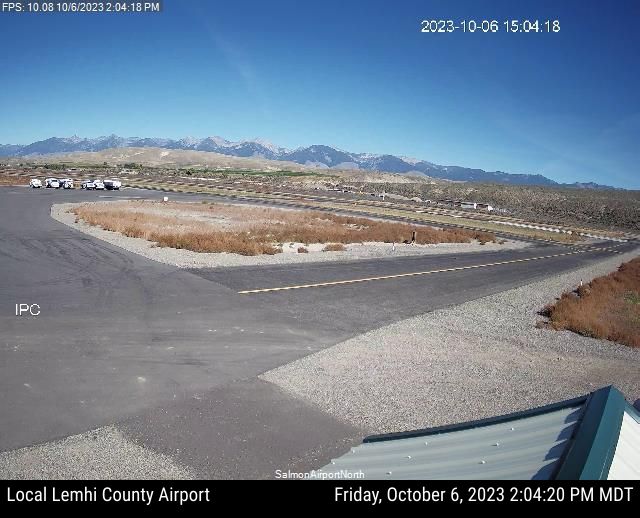 FPS: 10.08 10/6/2023 2:04:18 PM
2023-10-06 15:04:18
IPC
SalmonAirportNorth
Local Lemhi County Airport
Friday, October 6, 2023 2:04:20 PM MDT